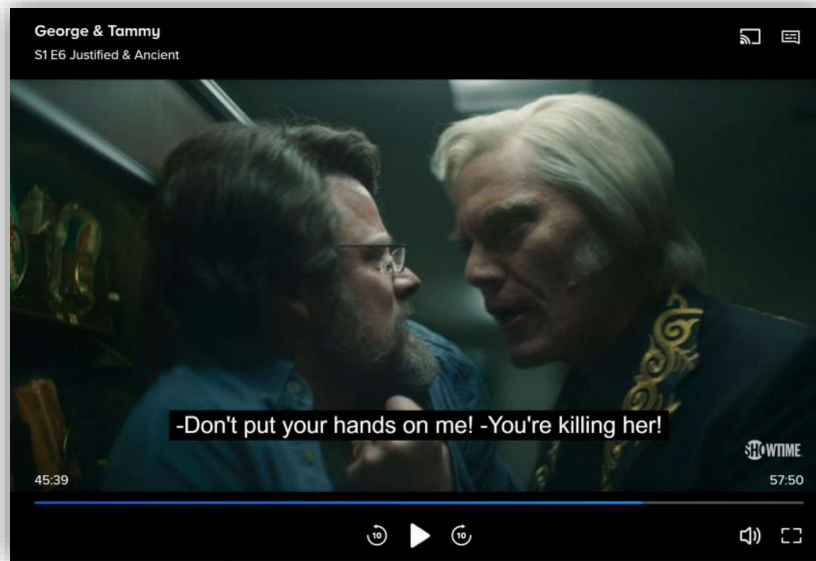 George & Tammy
S1 E6 Justified & Ancient
-Don't put your hands on me! -You're killing her!
SHOWTIME
45:39
57:50
10
10